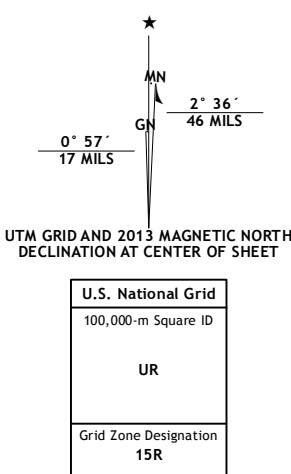 ★
MN
GN
2° 36´
46 MILS
0° 57´
17 MILS
UTM GRID AND 2013 MAGNETIC NORTH
DECLINATION AT CENTER OF SHEET
U.S. National Grid
100,000-m Square ID
UR
Grid Zone Designation
15R